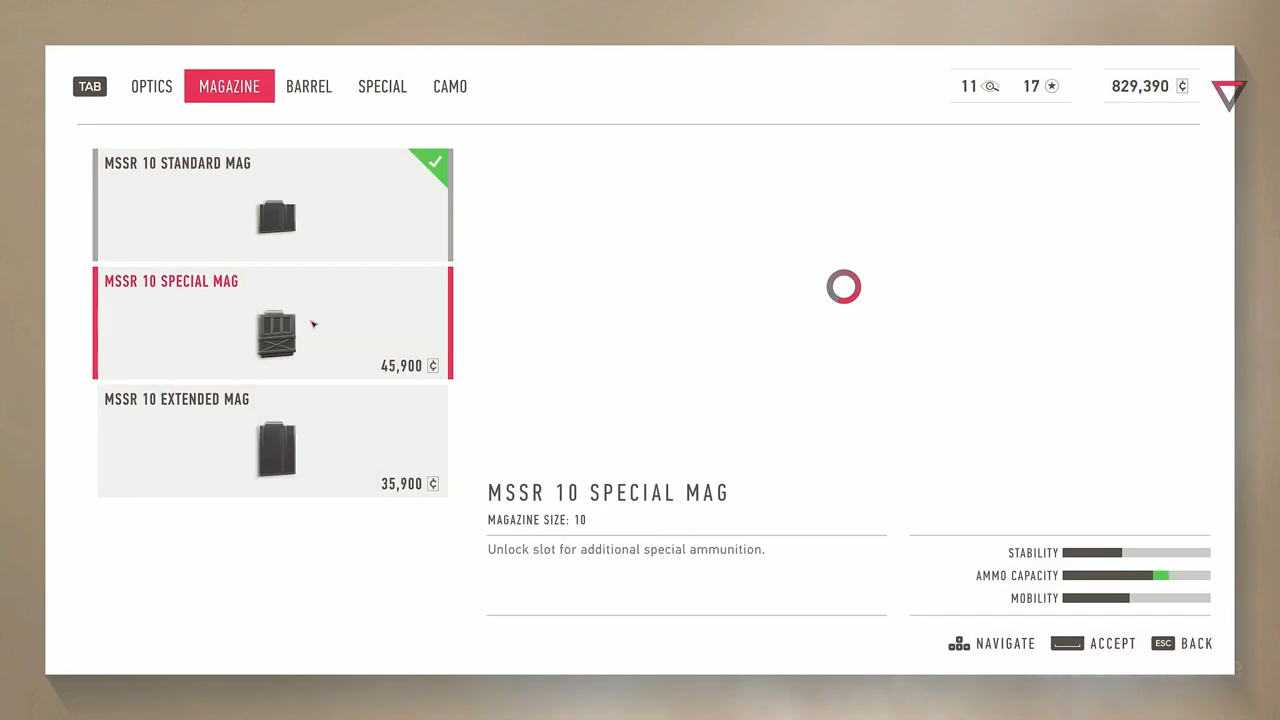 TAB OPTICS MAGAZINE BARREL SPECIAL CAMO 11 17 829,390
MSSR 10 STANDARD MAG
MSSR 10 SPECIAL MAG
45,900
MSSR 10 EXTENDED MAG
35,900
MSSR 10 SPECIAL MAG
MAGAZINE SIZE: 10
Unlock slot for additional special ammunition.
STABILITY
AMMO CAPACITY
MOBILITY
NAVIGATE ACCEPT ESC BACK